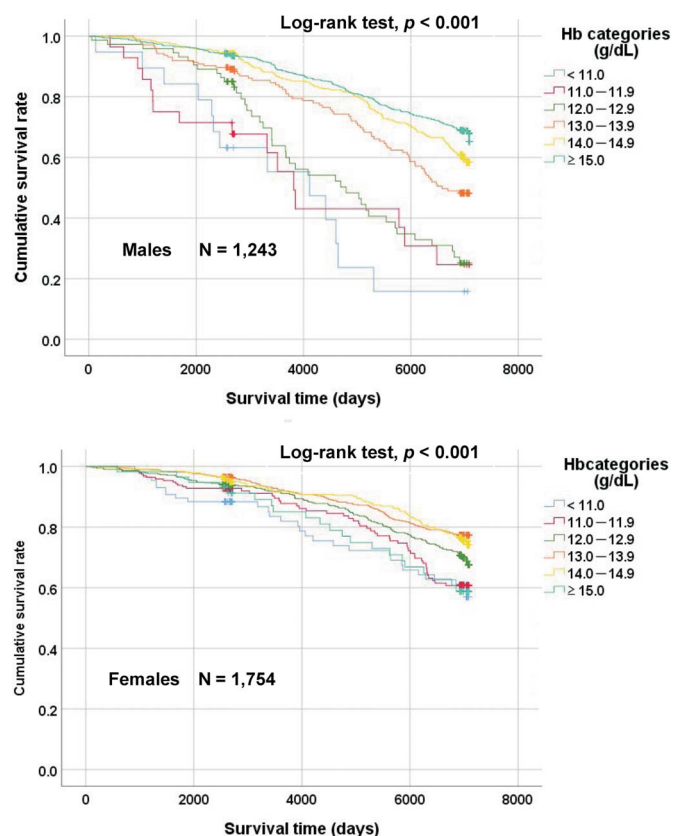 Log-rank test, p < 0.001
Hb categories
(g/dL)
< 11.0
11.0−11.9
12.0−12.9
13.0−13.9
14.0−14.9
≥ 15.0
Cumulative survival rate
1.0
0.8
0.6
0.4
0.2
0.0
Males N = 1,243
0 2000 4000 6000 8000
Survival time (days)
Log-rank test, p < 0.001
Hbcategories
(g/dL)
< 11.0
11.0−11.9
12.0−12.9
13.0−13.9
14.0−14.9
≥ 15.0
Cumulative survival rate
1.0
0.8
0.6
0.4
0.2
0.0
Females N = 1,754
0 2000 4000 6000 8000
Survival time (days)